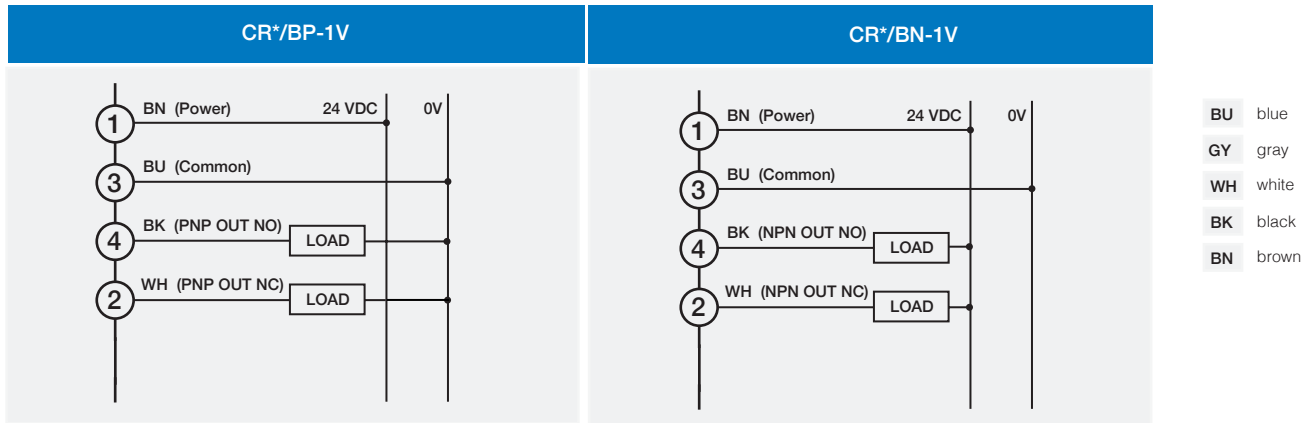 CR*/BP-1V
1 BN (Power) 24 VDC 0V
3 BU (Common)
4 BK (PNP OUT NO) LOAD
2 WH (PNP OUT NC) LOAD
CR*/BN-1V
1 BN (Power) 24 VDC 0V
3 BU (Common)
4 BK (NPN OUT NO) LOAD
2 WH (NPN OUT NC) LOAD
BU blue
GY gray
WH white
BK black
BN brown